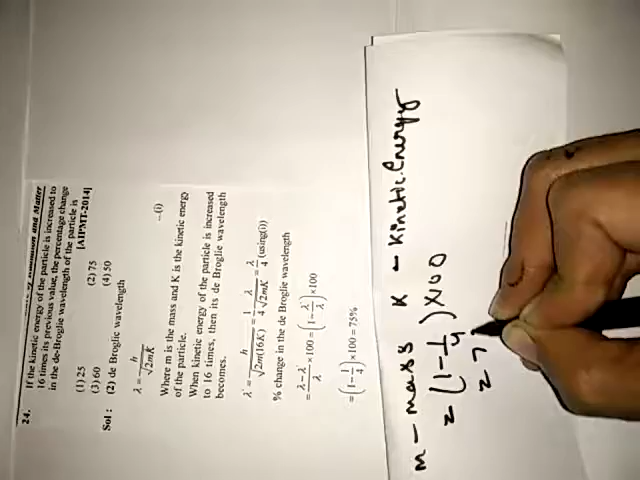 24. If the kinetic energy of the particle is increased to
16 times its previous value, the percentage change
in the de-Broglie wavelength of the particle is
[AIPMT-2014]
(1) 25 (2) 75
(3) 60 (4) 50
Sol : (2) de Broglie wavelength
λ = h/√2mK ...(i)
Where m is the mass and K is the kinetic energy
of the particle.
When kinetic energy of the particle is increased
to 16 times, then its de Broglie wavelength
becomes.
λ' = h/√2m(16K) = 1/4 λ/√2mK = λ/4 (using(i))
% change in the de Broglie wavelength
= λ-λ'/λ ×100 = (1-λ'/λ)×100
= (1-1/4)×100 = 75%
m - mass K - Kinetic Energy
= (1-1/4)×100
= 7